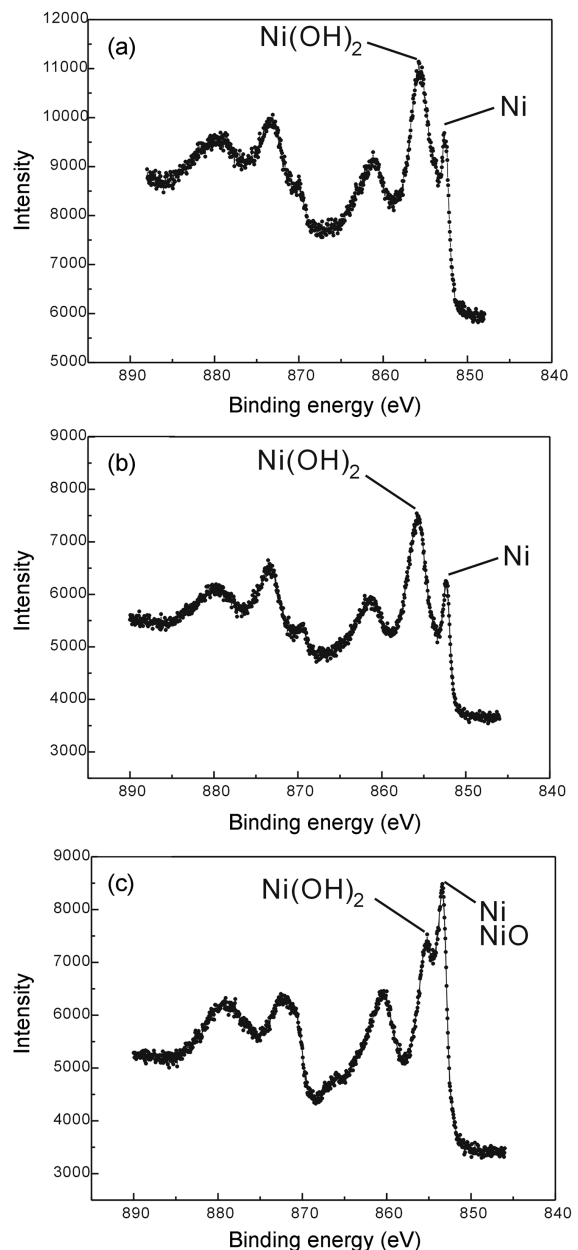 (a)
Ni(OH)2
Ni
12000
11000
10000
9000
8000
7000
6000
5000
Intensity
890 880 870 860 850 840
Binding energy (eV)
(b)
Ni(OH)2
Ni
9000
8000
7000
6000
5000
4000
3000
Intensity
890 880 870 860 850 840
Binding energy (eV)
(c)
Ni(OH)2
Ni
NiO
9000
8000
7000
6000
5000
4000
3000
Intensity
890 880 870 860 850 840
Binding energy (eV)